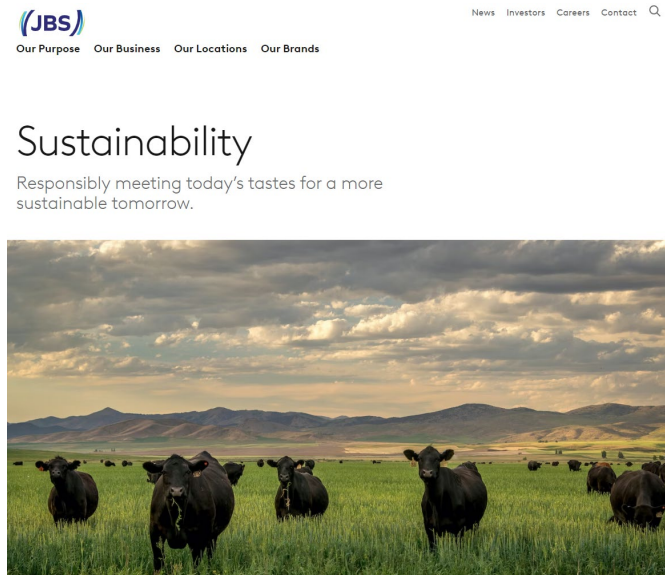 (JBS)
News Investors Careers Contact
Our Purpose Our Business Our Locations Our Brands
Sustainability
Responsibly meeting today's tastes for a more
sustainable tomorrow.